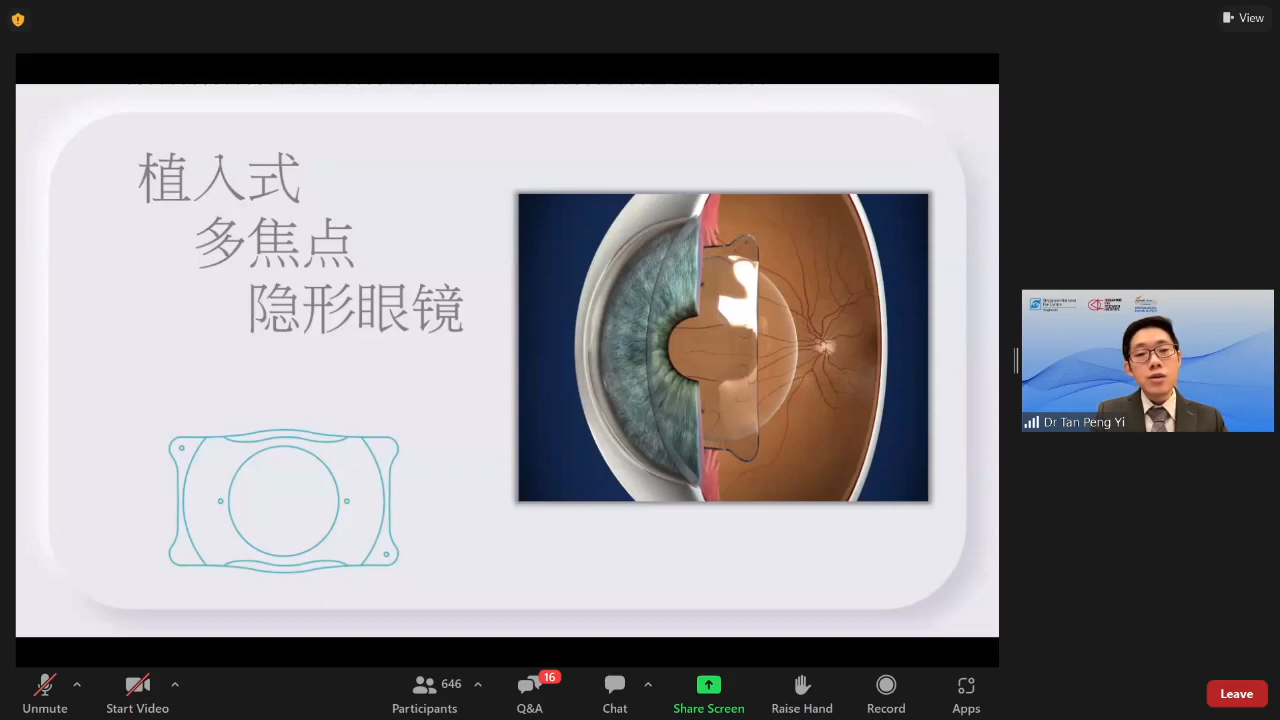 View
植入式
多焦点
隐形眼镜
Dr Tan Peng Yi
Unmute
Start Video
646
Participants
16
Q&A
Chat
Share Screen
Raise Hand
Record
Apps
Leave